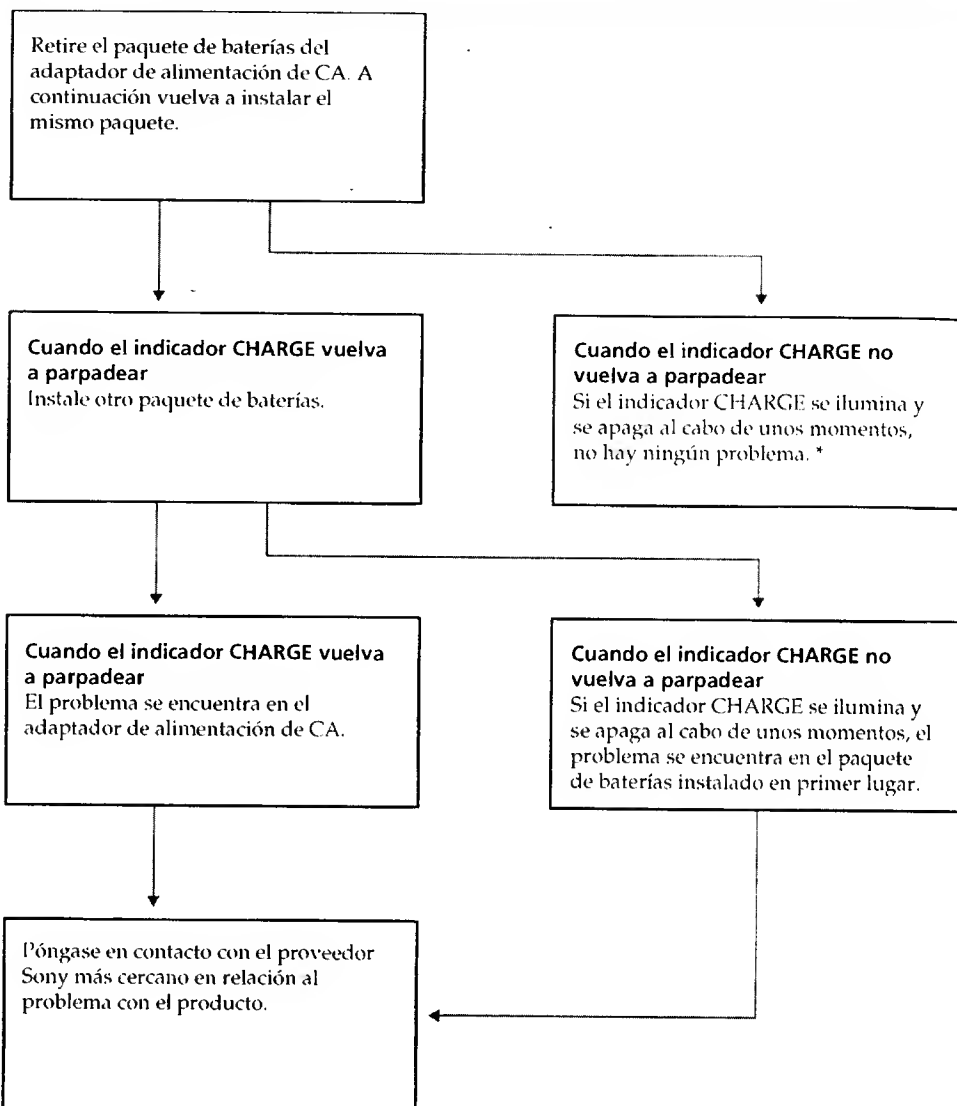 Retire el paquete de baterías del
adaptador de alimentación de CA. A
continuación vuelva a instalar el
mismo paquete.
Cuando el indicador CHARGE vuelva
a parpadear
Instale otro paquete de baterías.
Cuando el indicador CHARGE no
vuelva a parpadear
Si el indicador CHARGE se ilumina y
se apaga al cabo de unos momentos,
no hay ningún problema. *
Cuando el indicador CHARGE vuelva
a parpadear
El problema se encuentra en el
adaptador de alimentación de CA.
Cuando el indicador CHARGE no
vuelva a parpadear
Si el indicador CHARGE se ilumina y
se apaga al cabo de unos momentos, el
problema se encuentra en el paquete
de baterías instalado en primer lugar.
Póngase en contacto con el proveedor
Sony más cercano en relación al
problema con el producto.